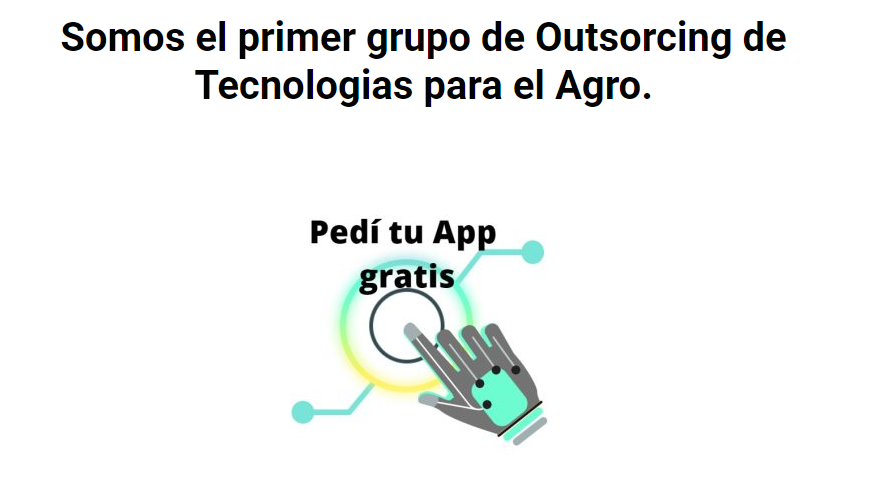 Somos el primer grupo de Outsorcing de
Tecnologias para el Agro.
Pedí tu App
gratis